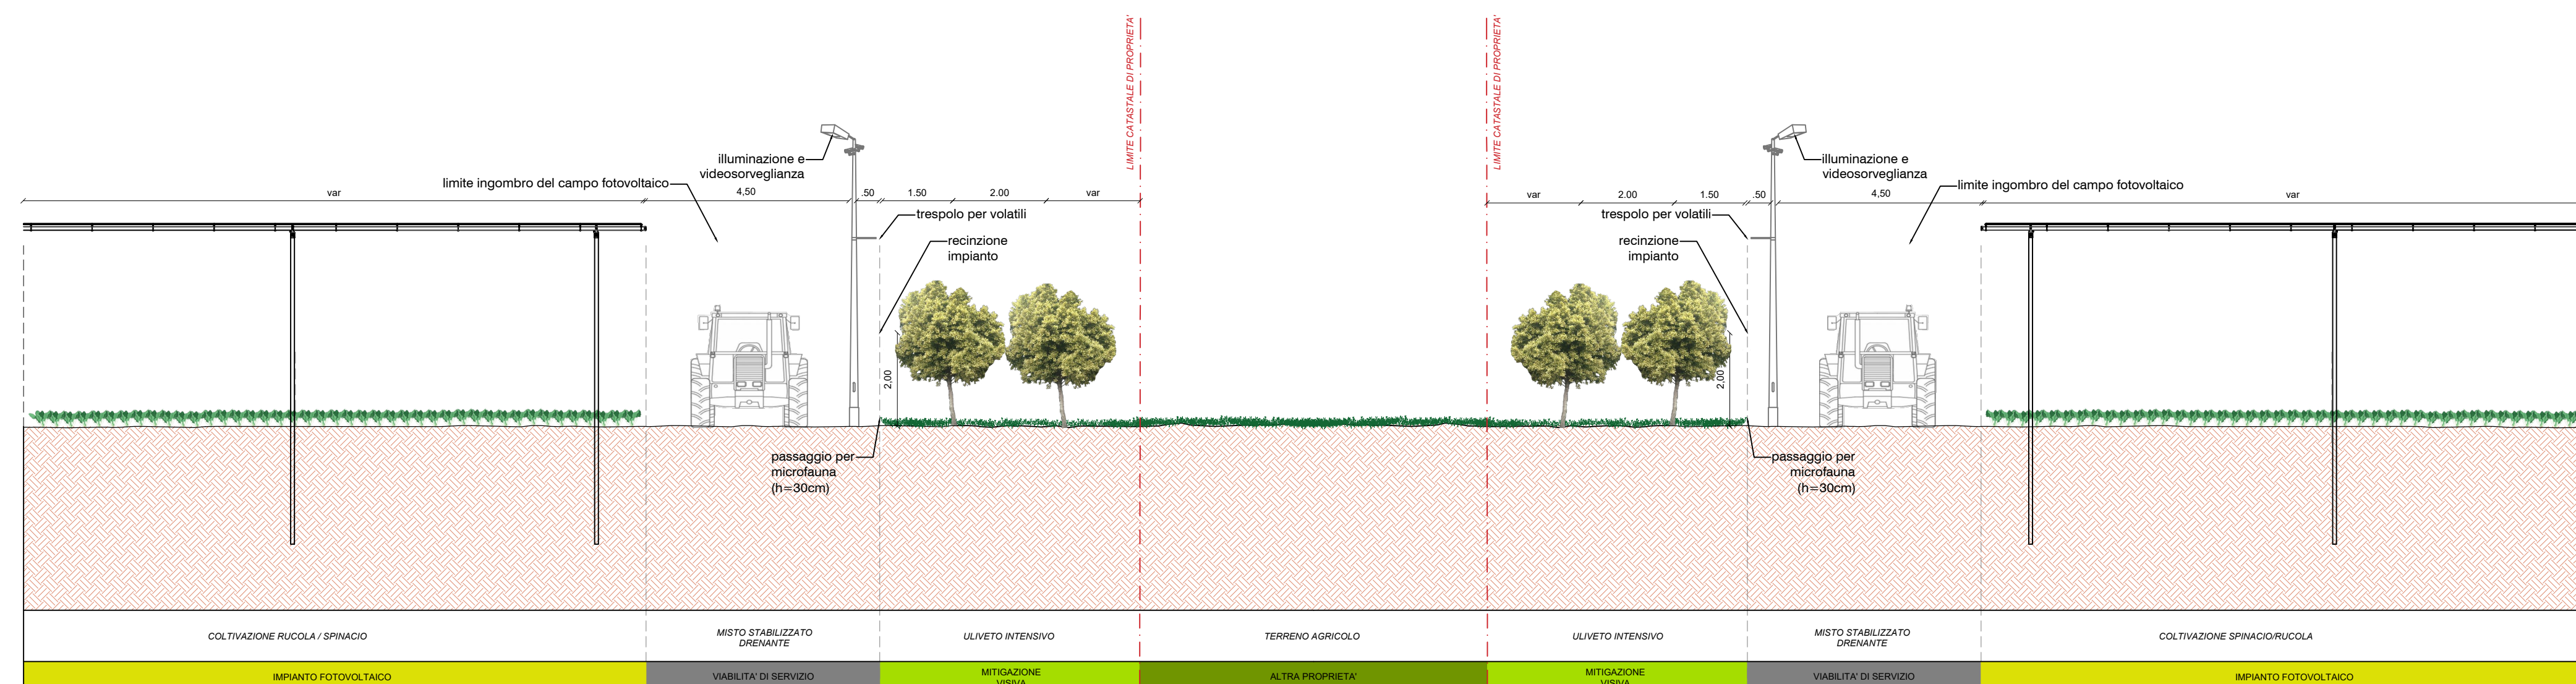 LIMITE CATASTALE DI PROPRIETA'
LIMITE CATASTALE DI PROPRIETA'
illuminazione e
videosorveglianza
limite ingombro del campo fotovoltaico
var
4,50
.50
1.50
2.00
var
trespolo per volatili
recinzione
impianto
2,00
passaggio per
microfauna
(h=30cm)
illuminazione e
videosorveglianza
limite ingombro del campo fotovoltaico
var
2.00
1.50
.50
4,50
var
trespolo per volatili
recinzione
impianto
2,00
passaggio per
microfauna
(h=30cm)
COLTIVAZIONE RUCOLA / SPINACIO
MISTO STABILIZZATO
DRENANTE
ULIVETO INTENSIVO
TERRENO AGRICOLO
ULIVETO INTENSIVO
MISTO STABILIZZATO
DRENANTE
COLTIVAZIONE SPINACIO/RUCOLA
IMPIANTO FOTOVOLTAICO
VIABILITA' DI SERVIZIO
MITIGAZIONE
VISIVA
ALTRA PROPRIETA'
MITIGAZIONE
VISIVA
VIABILITA' DI SERVIZIO
IMPIANTO FOTOVOLTAICO